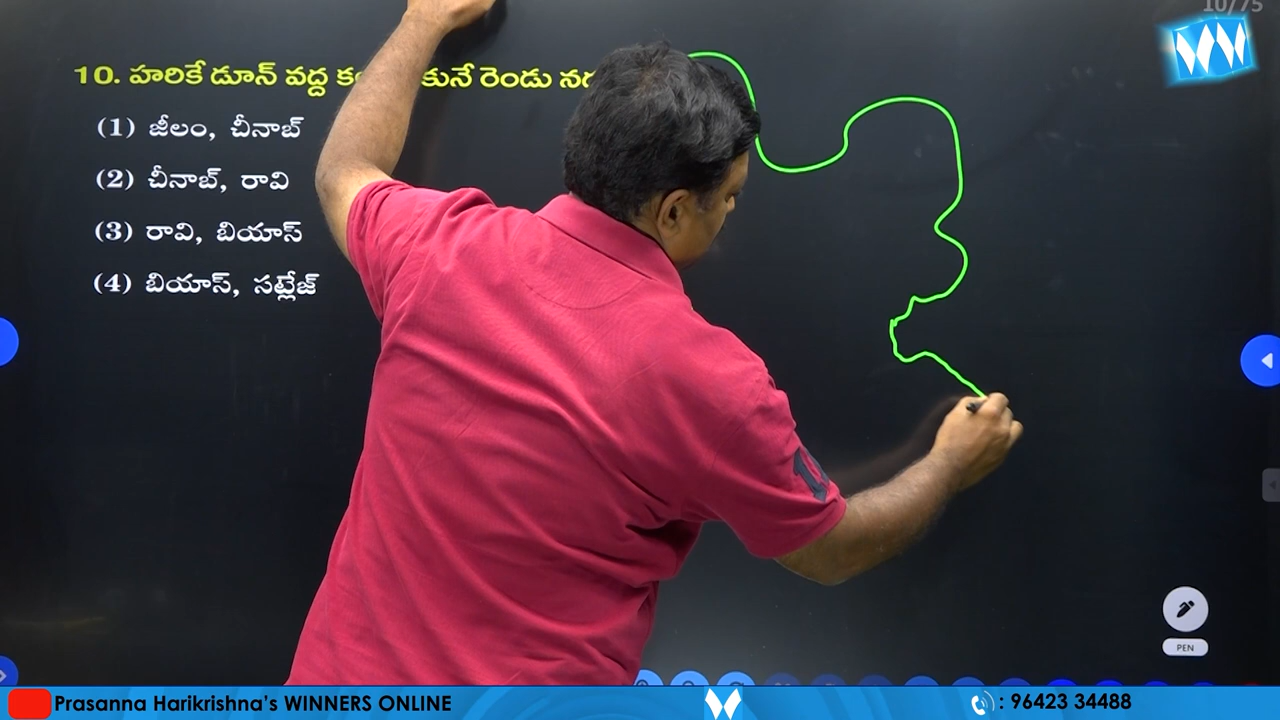 10/75
10. హరికే డూన్ వద్ద రెండు
(1) జీలం, చీనాబ్
(2) చీనాబ్, రావి
(3) రావి, బియాస్
(4) బియాస్, సట్లేజ్
PEN
Prasanna Harikrishna's WINNERS ONLINE : 96423 34488